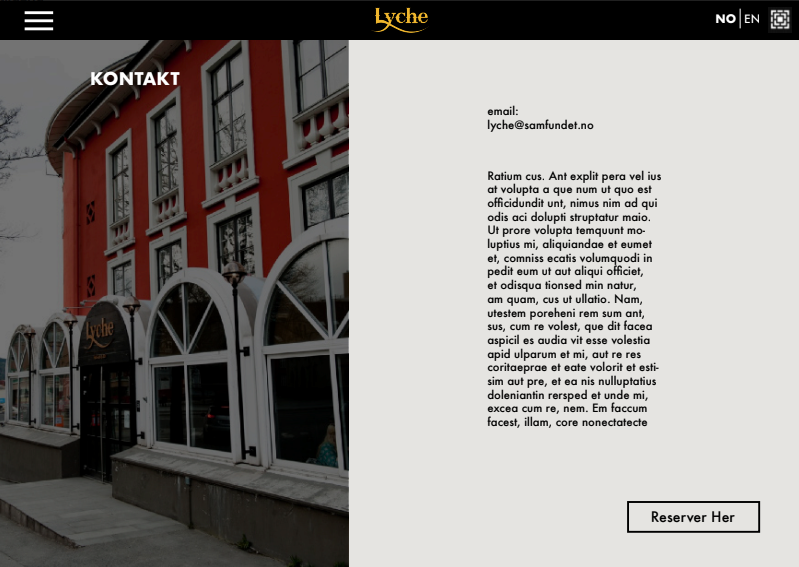 Lyche
NO EN
KONTAKT
Lyche
email:
lyche@samfundet.no
Ratium cus. Ant explit pera vel ius
at volupta a que num ut quo est
officidundit unt, nimus nim ad qui
odis aci dolupti struptatur maio.
Ut prore volupta temquunt mo-
luptius mi, aliquiandae et eumet
et, comniss ecatis volumquodi in
pedit eum ut aut aliqui officiet,
et odisqua tionsed min natur,
am quam, cus ut ullatio. Nam,
utestem poreheni rem sum ant,
sus, cum re volest, que dit facea
aspicil es audia vit esse volestia
apid ulparum et mi, aut re res
coritaeprae et eate volorit et esti-
sim aut pre, et ea nis nulluptatius
doleniantin rersped et unde mi,
excea cum re, nem. Em faccum
facest, illam, core nonectatecte
Reserver Her